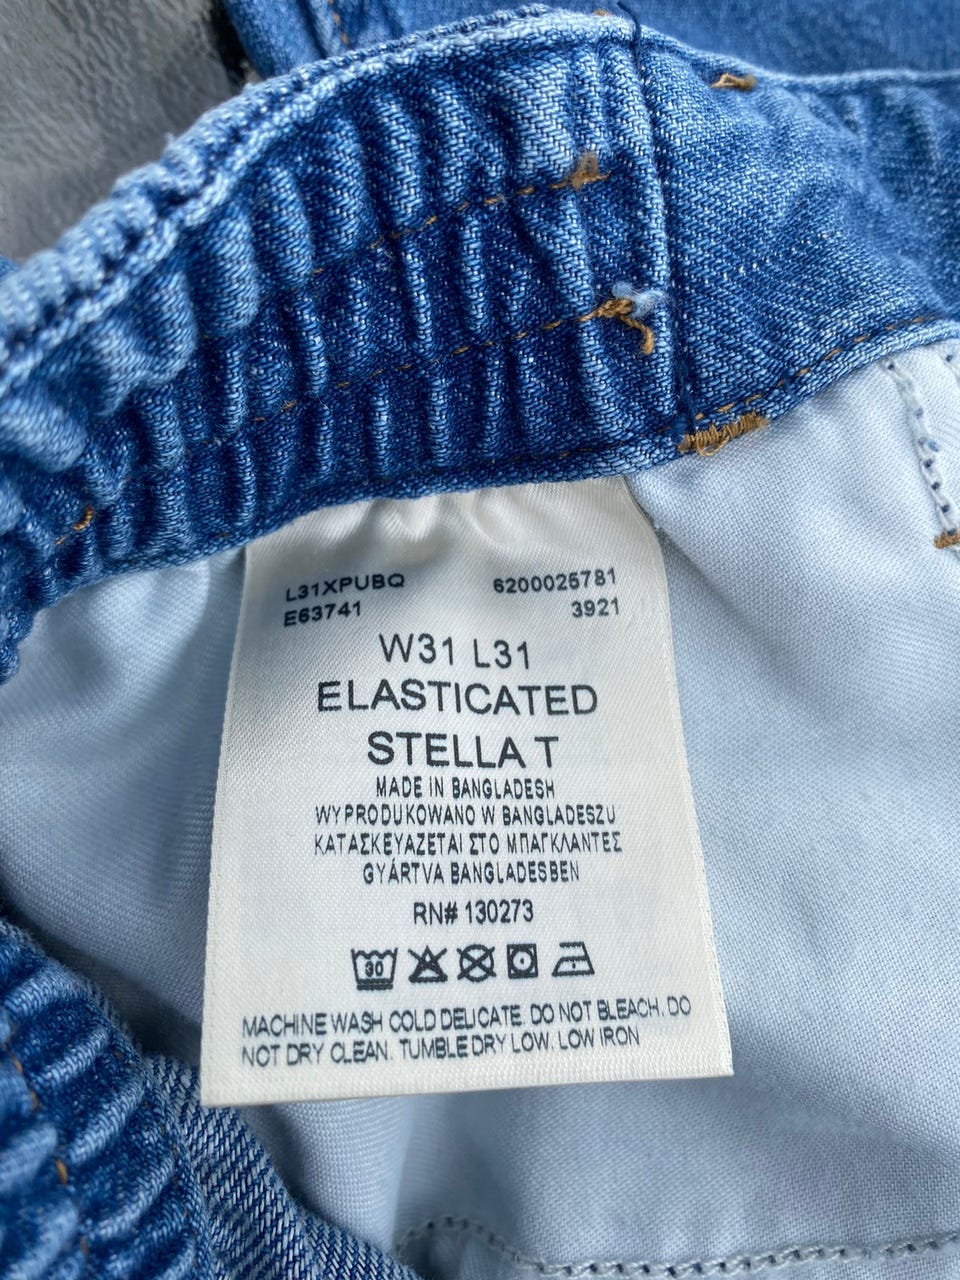 L31XPUBQ 6200025781
E63741 3921
W31 L31
ELASTICATED
STELLA T
MADE IN BANGLADESH
WYPRODUKOWANO W BANGLADESZU
ΚΑΤΑΣΚΕΥΑΖΕΤΑΙ ΣΤΟ ΜΠΑΓΚΛΑΝΤΕΣ
GYÁRTVA BANGLADESBEN
RN# 130273
30
MACHINE WASH COLD DELICATE. DO NOT BLEACH. DO
NOT DRY CLEAN. TUMBLE DRY LOW. LOW IRON